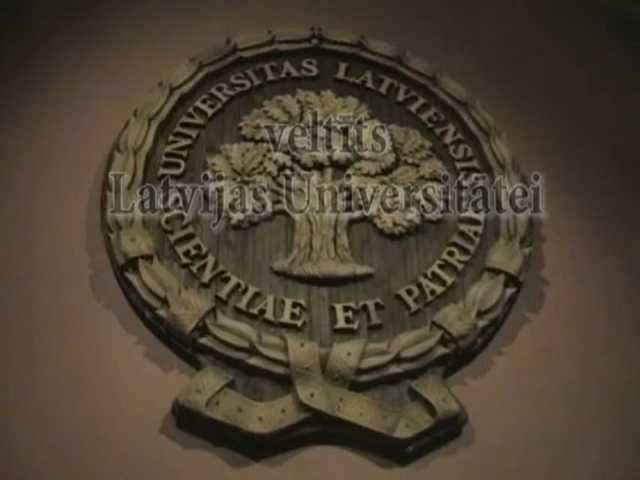 UNIVERSITAS LATVIENSIS
veltīts
Latvijas Universitātei
SCIENTIAE ET PATRIAE